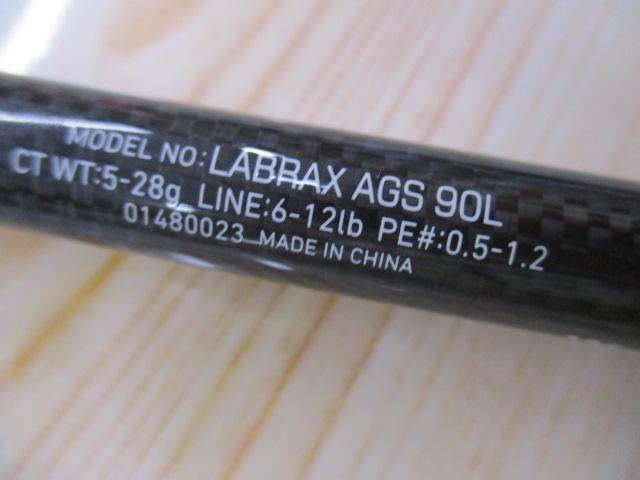 MODEL NO:LABRAX AGS 90L
CT WT:5-28g LINE:6-12lb PE#:0.5-1.2
01480023 MADE IN CHINA